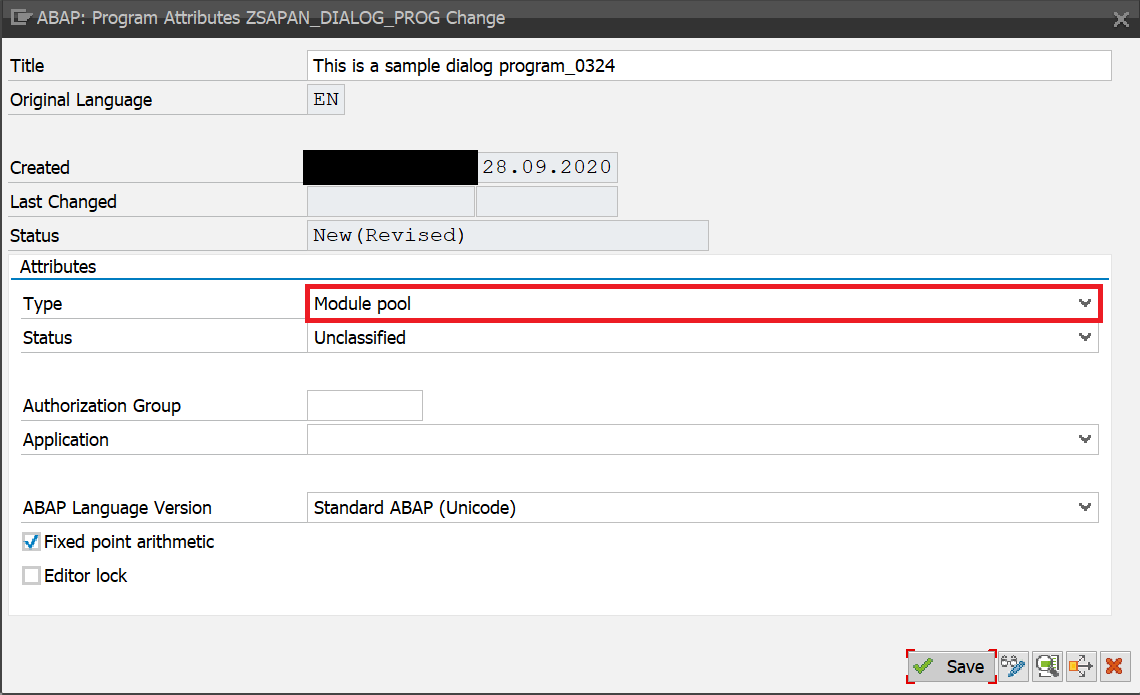 ABAP: Program Attributes ZSAPAN_DIALOG_PROG Change
Title This is a sample dialog program_0324
Original Language EN
Created 28.09.2020
Last Changed
Status New(Revised)
Attributes
Type Module pool
Status Unclassified
Authorization Group
Application
ABAP Language Version Standard ABAP (Unicode)
Fixed point arithmetic
Editor lock
Save